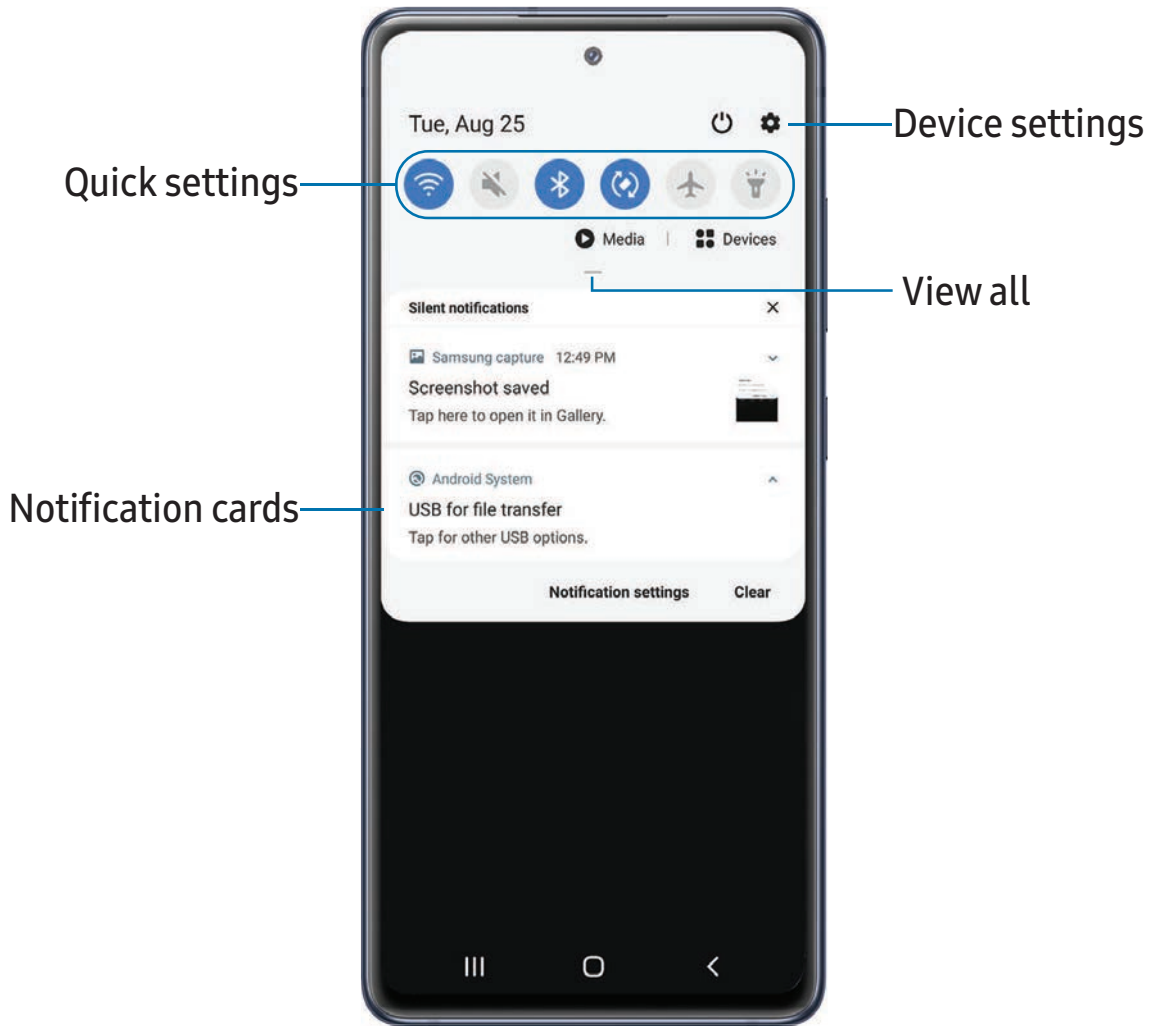 Tue, Aug 25
Device settings
Quick settings
Media | Devices
View all
Silent notifications
Samsung capture 12:49 PM
Screenshot saved
Tap here to open it in Gallery.
Android System
Notification cards
USB for file transfer
Tap for other USB options.
Notification settings Clear